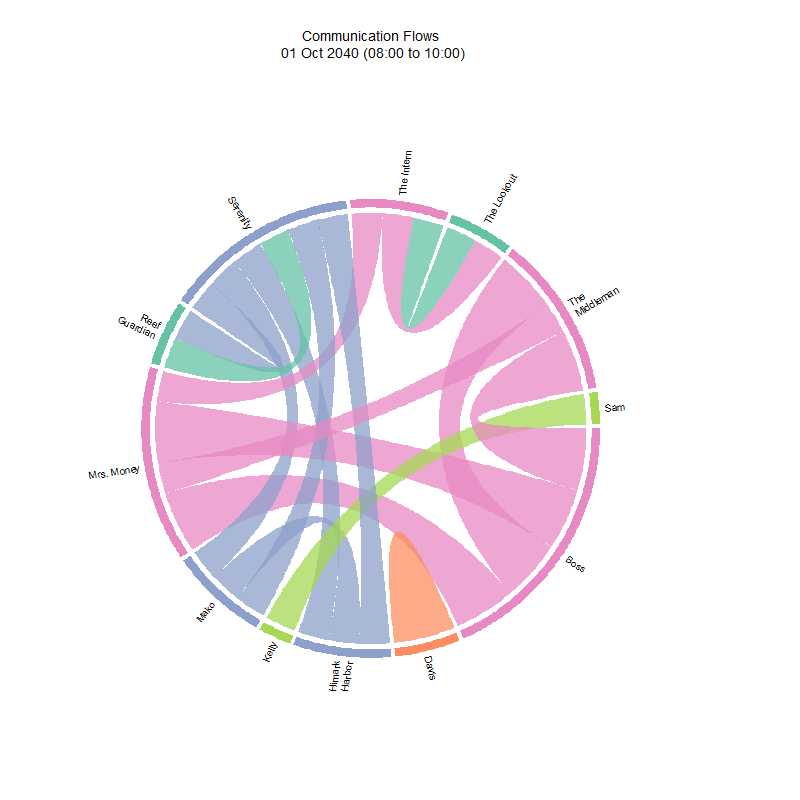 Communication Flows
01 Oct 2040 (08:00 to 10:00)
The Intern
The Lookout
Serenity
The
Middleman
Reef
Guardian
Sam
Mrs. Money
Boss
Mako
Kelly
Himark
Harbor
Davis